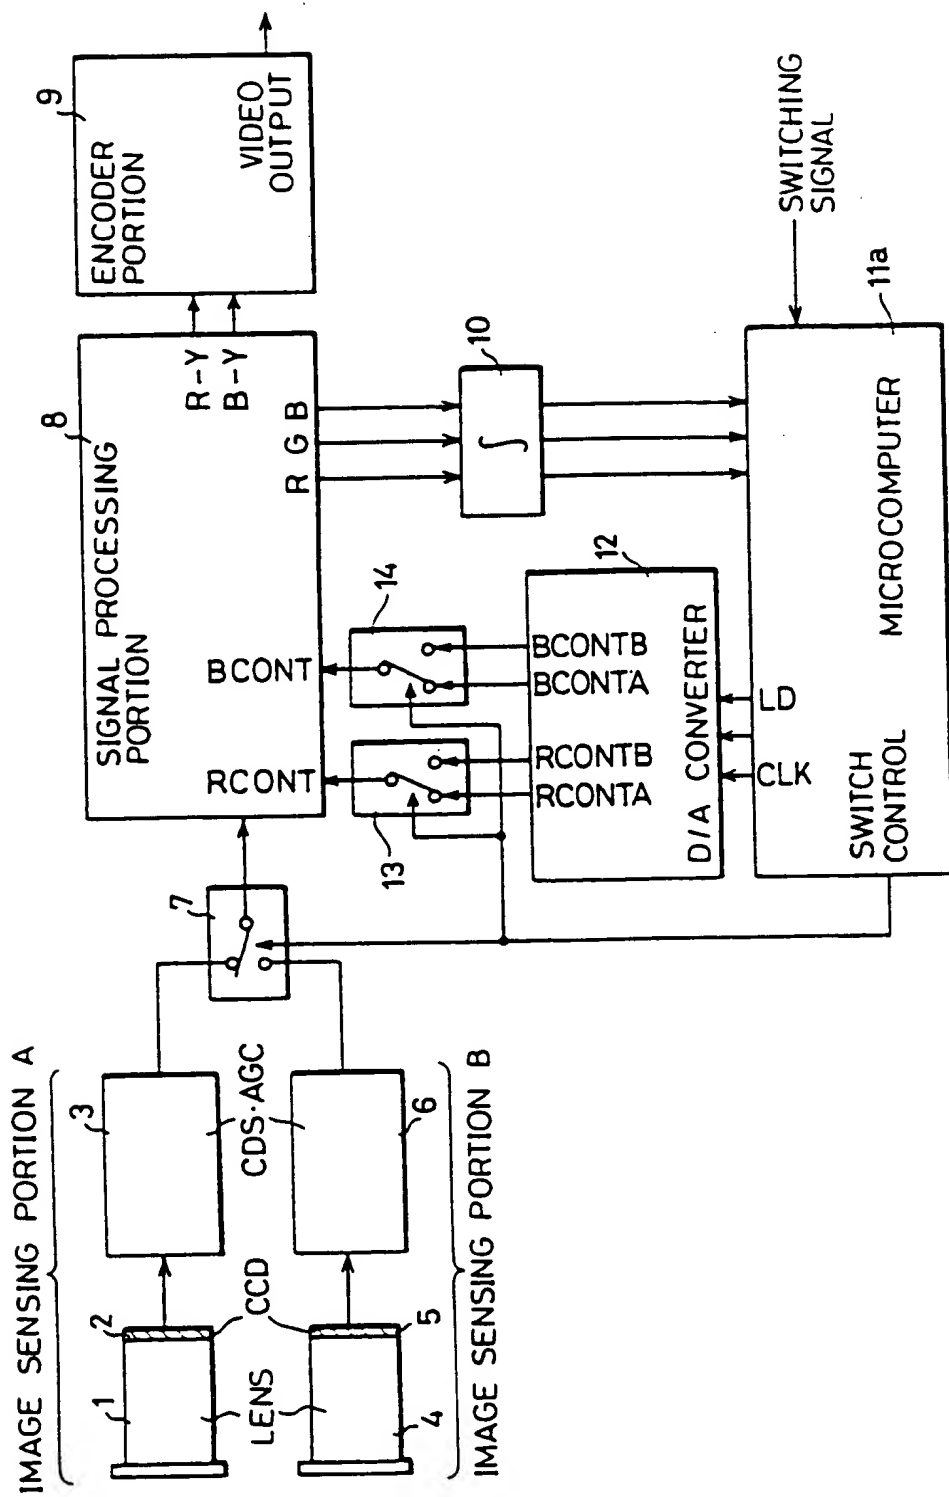 IMAGE SENSING PORTION A
1
2
3
LENS
CCD
CDS·AGC
4
5
6
IMAGE SENSING PORTION B
7
8
SIGNAL PROCESSING
PORTION
RCONT
BCONT
R
G
B
R-Y
B-Y
9
ENCODER
PORTION
VIDEO
OUTPUT
13
14
10
∫
RCONTA
RCONTB
BCONTA
BCONTB
12
D/A CONVERTER
CLK
LD
SWITCH
CONTROL
MICROCOMPUTER
11a
SWITCHING
SIGNAL